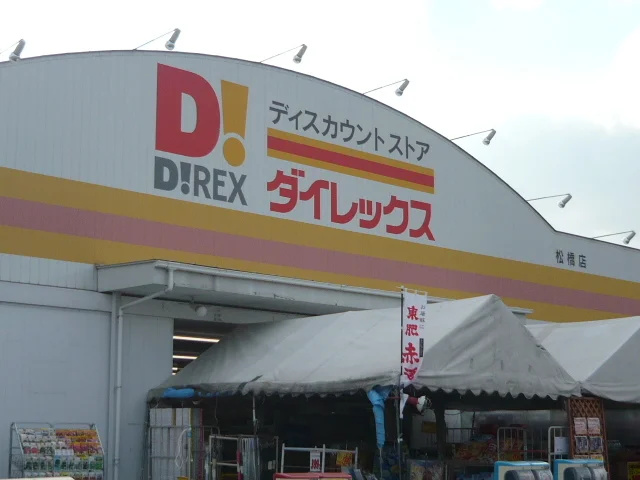 D!
D!REX
ディスカウントストア
ダイレックス
松橋店
東肥
赤酒